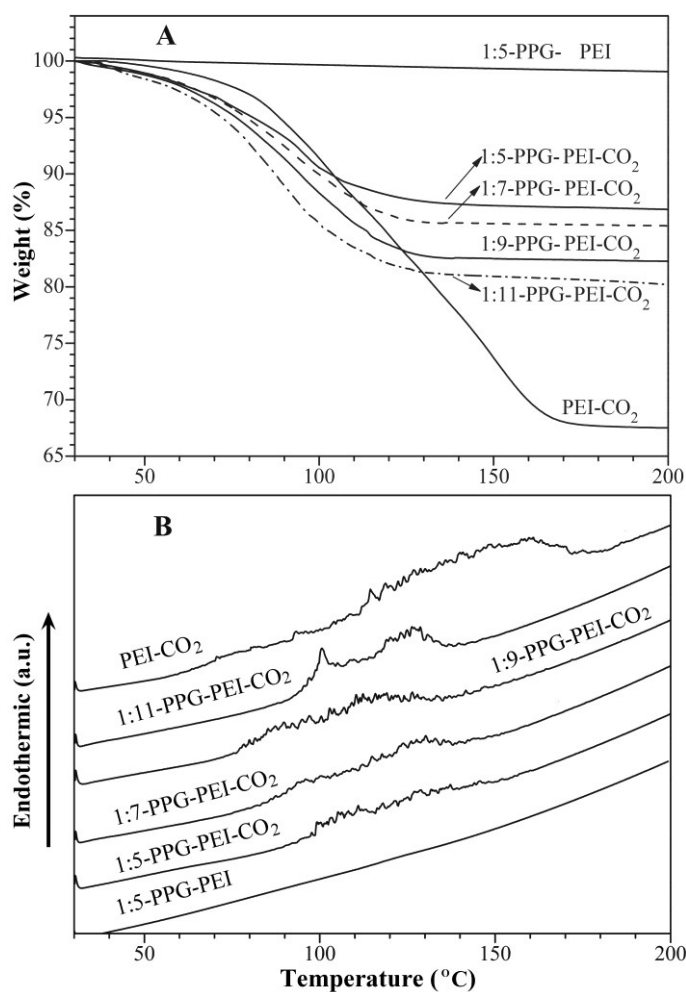 A
1:5-PPG- PEI
1:5-PPG-PEI-CO₂
1:7-PPG-PEI-CO₂
1:9-PPG-PEI-CO₂
1:11-PPG-PEI-CO₂
PEI-CO₂
Weight (%)
100
95
90
85
80
75
70
65
50
100
150
200
B
PEI-CO₂
1:11-PPG-PEI-CO₂
1:9-PPG-PEI-CO₂
1:7-PPG-PEI-CO₂
1:5-PPG-PEI-CO₂
1:5-PPG-PEI
Endothermic (a.u.)
50
100
150
200
Temperature (°C)